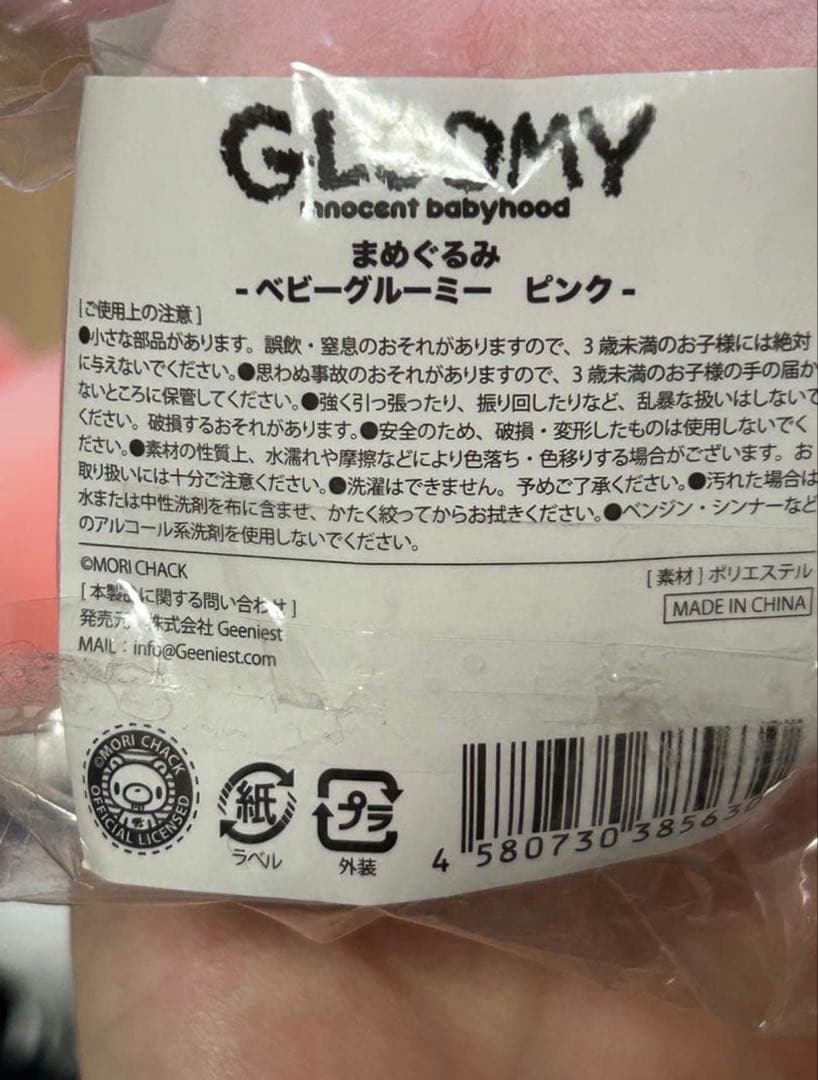 GLOOMY
innocent babyhood
まめぐるみ
- ベビーグルーミー　ピンク -
[ご使用上の注意]
●小さな部品があります。誤飲・窒息のおそれがありますので、3歳未満のお子様には絶対
に与えないでください。●思わぬ事故のおそれがありますので、3歳未満のお子様の手の届か
ないところに保管してください。●強く引っ張ったり、振り回したりなど、乱暴な扱いはしないで
ください。破損するおそれがあります。●安全のため、破損・変形したものは使用しないでく
ださい。●素材の性質上、水濡れや摩擦などにより色落ち・色移りする場合がございます。お
取り扱いには十分ご注意ください。●洗濯はできません。予めご了承ください。●汚れた場合は
水または中性洗剤を布に含ませ、かたく絞ってからお拭きください。●ベンジン・シンナーなど
のアルコール系洗剤を使用しないでください。
©MORI CHACK
[素材]ポリエステル
MADE IN CHINA
[本製品に関する問い合わせ]
発売元 株式会社 Geeniest
MAIL：info@Geeniest.com
©MORI CHACK
OFFICIAL LICENSED
紙
ラベル
プラ
外装
4 580730 38563